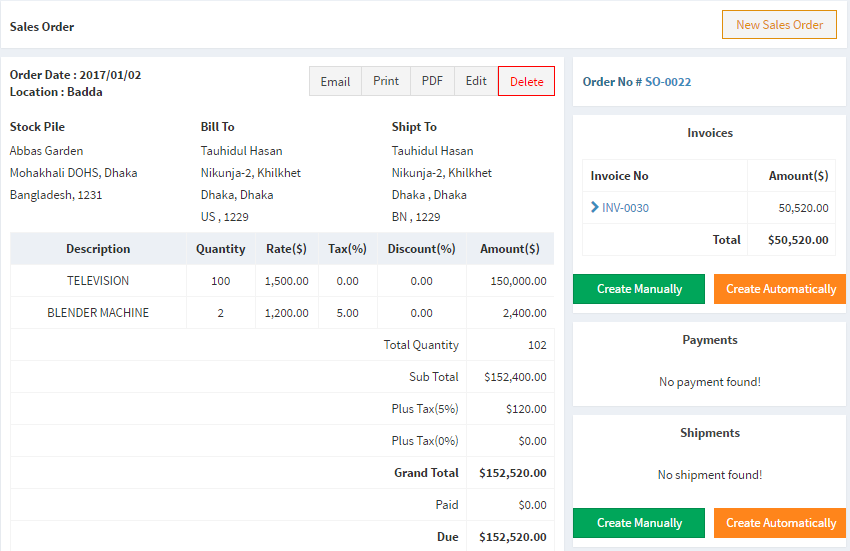 Sales Order
New Sales Order
Order Date : 2017/01/02
Location : Badda
Email Print PDF Edit Delete
Stock Pile
Abbas Garden
Mohakhali DOHS, Dhaka
Bangladesh, 1231
Bill To
Tauhidul Hasan
Nikunja-2, Khilkhet
Dhaka, Dhaka
US , 1229
Shipt To
Tauhidul Hasan
Nikunja-2, Khilkhet
Dhaka , Dhaka
BN , 1229
Description Quantity Rate($) Tax(%) Discount(%) Amount($)
TELEVISION 100 1,500.00 0.00 0.00 150,000.00
BLENDER MACHINE 2 1,200.00 5.00 0.00 2,400.00
Total Quantity 102
Sub Total $152,400.00
Plus Tax(5%) $120.00
Plus Tax(0%) $0.00
Grand Total $152,520.00
Paid $0.00
Due $152,520.00
Order No # SO-0022
Invoices
Invoice No Amount($)
INV-0030 50,520.00
Total $50,520.00
Create Manually Create Automatically
Payments
No payment found!
Shipments
No shipment found!
Create Manually Create Automatically